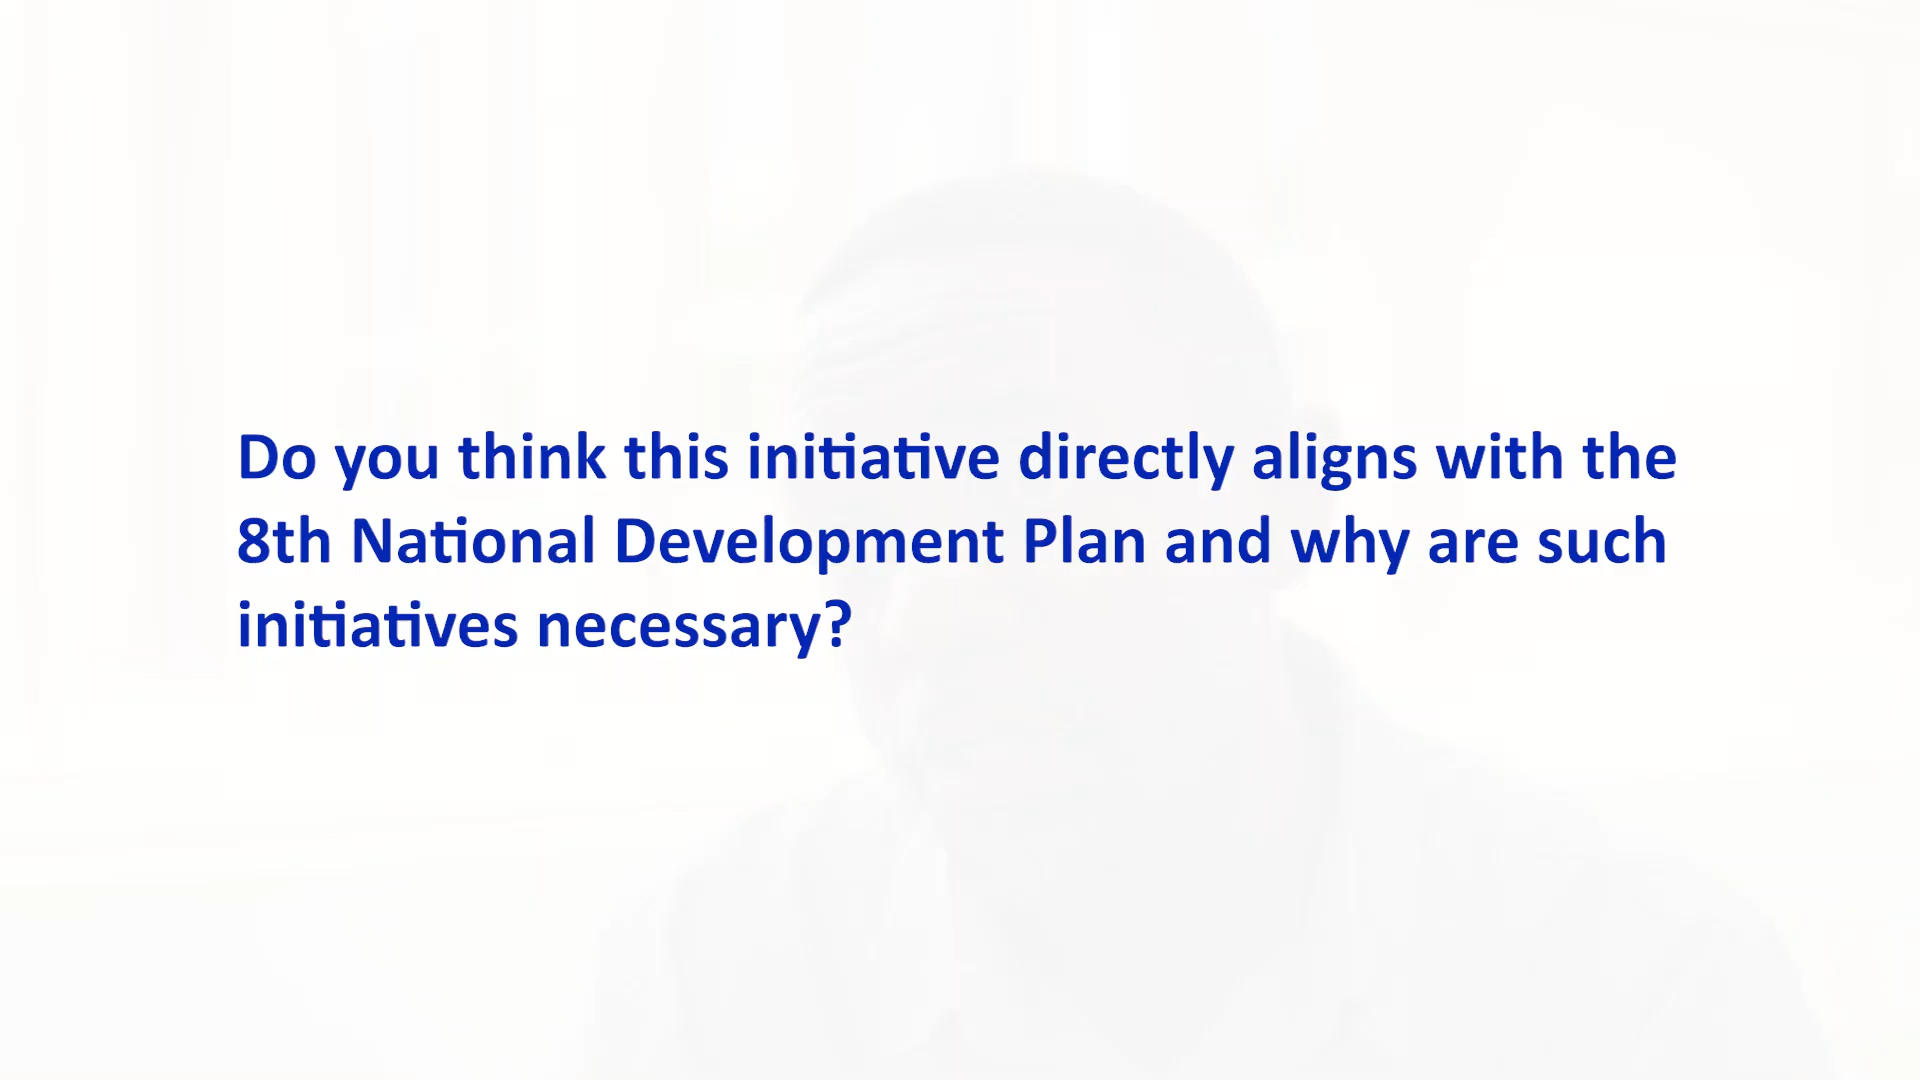 Do you think this initiative directly aligns with the
8th National Development Plan and why are such
initiatives necessary?